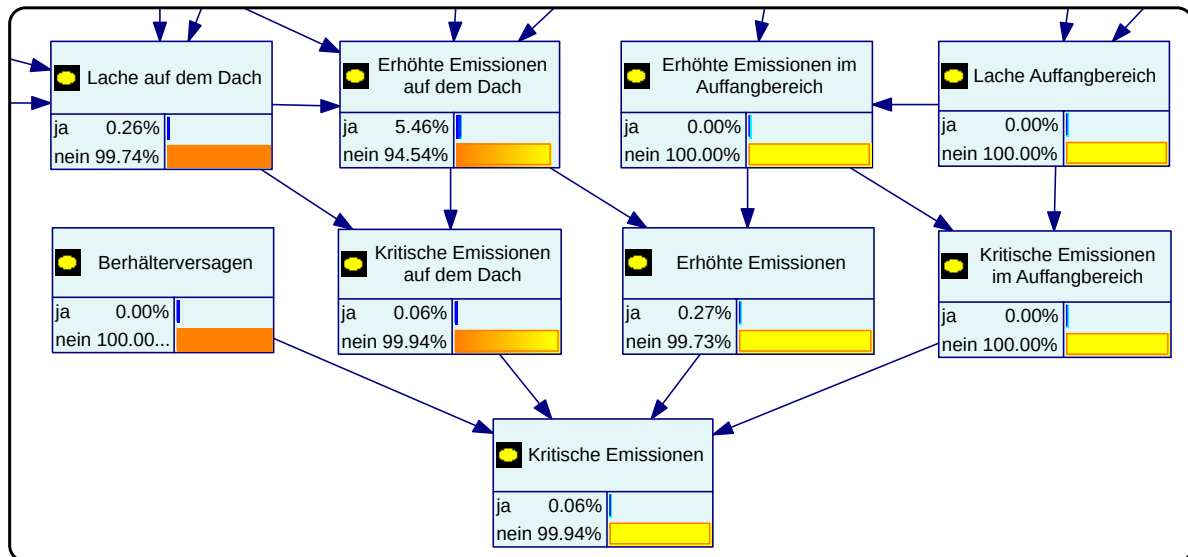 Lache auf dem Dach
ja 0.26%
nein 99.74%
Erhöhte Emissionen
auf dem Dach
ja 5.46%
nein 94.54%
Erhöhte Emissionen im
Auffangbereich
ja 0.00%
nein 100.00%
Lache Auffangbereich
ja 0.00%
nein 100.00%
Berhälterversagen
ja 0.00%
nein 100.00...
Kritische Emissionen
auf dem Dach
ja 0.06%
nein 99.94%
Erhöhte Emissionen
ja 0.27%
nein 99.73%
Kritische Emissionen
im Auffangbereich
ja 0.00%
nein 100.00%
Kritische Emissionen
ja 0.06%
nein 99.94%